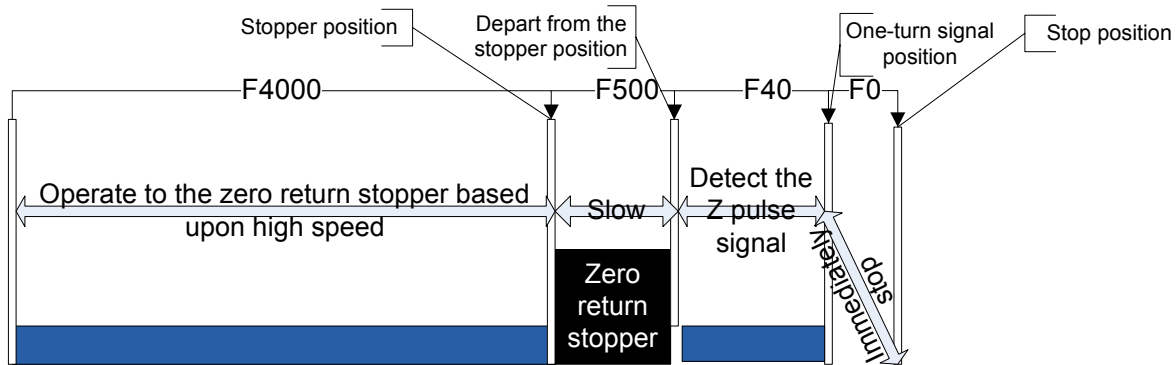 Stopper position
Depart from the
stopper position
One-turn signal
position
Stop position
F4000
F500
F40
F0
Operate to the zero return stopper based
upon high speed
Slow
Detect the
Z pulse
signal
Immediately
stop
Zero
return
stopper